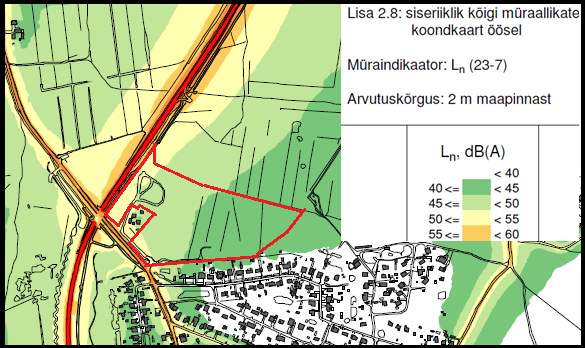 Lisa 2.8: siseriiklik kõigi müraallikate
koondkaart öösel
Müraindikaator: Ln (23-7)
Arvutuskõrgus: 2 m maapinnast
Ln, dB(A)
< 40
40 <= < 45
45 <= < 50
50 <= < 55
55 <= < 60